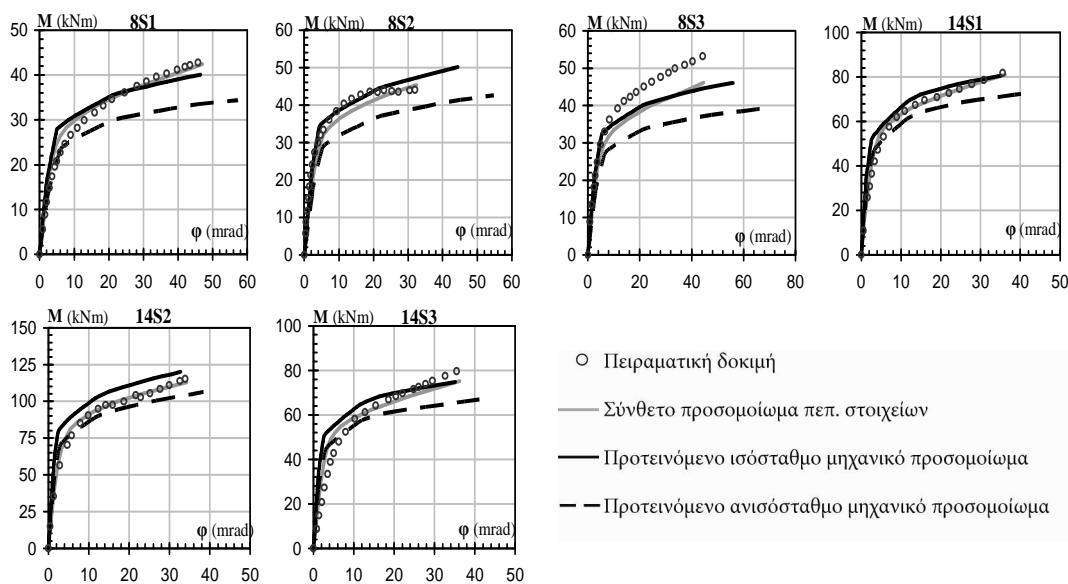 M (kNm) 8S1
50
40
30
20
10
0
φ (mrad)
0 10 20 30 40 50 60
M (kNm) 8S2
60
50
40
30
20
10
0
φ (mrad)
0 10 20 30 40 50 60
M (kNm) 8S3
60
50
40
30
20
10
0
φ (mrad)
0 20 40 60 80
M (kNm) 14S1
100
80
60
40
20
0
φ (mrad)
0 10 20 30 40 50
M (kNm) 14S2
150
125
100
75
50
25
0
φ (mrad)
0 10 20 30 40 50
M (kNm) 14S3
100
80
60
40
20
0
φ (mrad)
0 10 20 30 40 50
Πειραματική δοκιμή
Σύνθετο προσομοίωμα πεπ. στοιχείων
Προτεινόμενο ισόσταθμο μηχανικό προσομοίωμα
Προτεινόμενο ανισόσταθμο μηχανικό προσομοίωμα